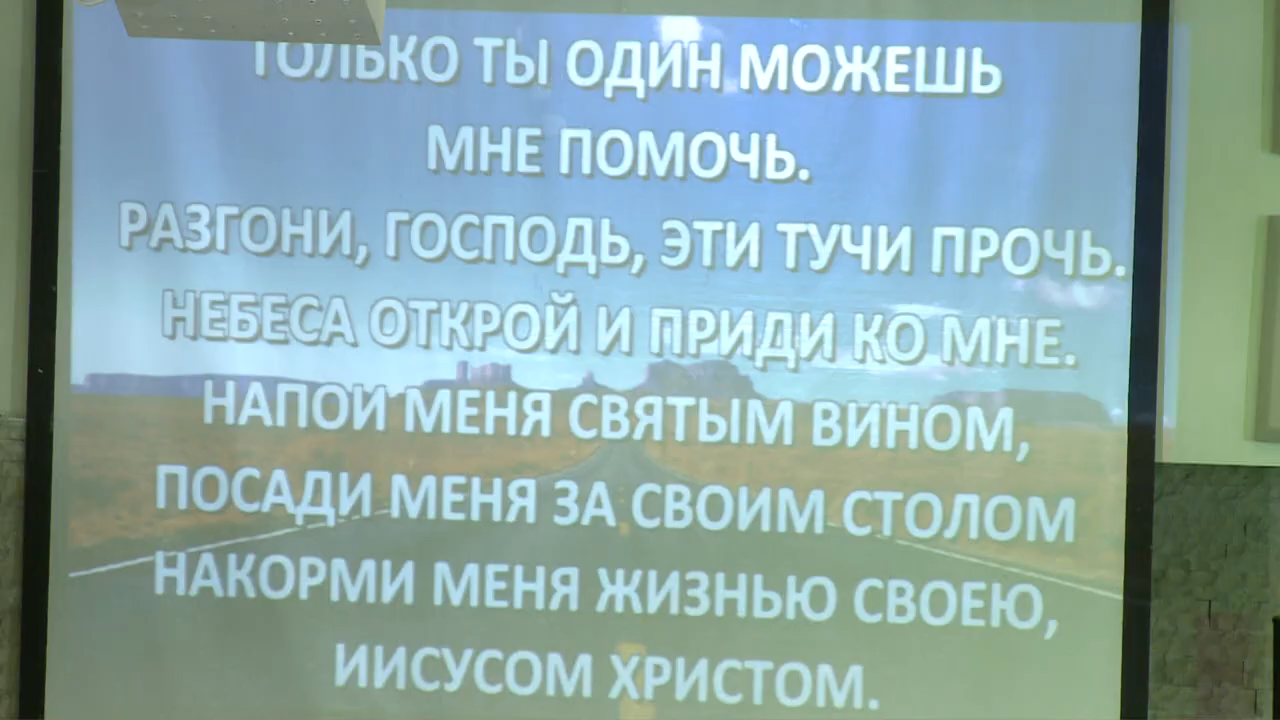 ТОЛЬКО ТЫ ОДИН МОЖЕШЬ
МНЕ ПОМОЧЬ.
РАЗГОНИ, ГОСПОДЬ, ЭТИ ТУЧИ ПРОЧЬ.
НЕБЕСА ОТКРОЙ И ПРИДИ КО МНЕ.
НАПОИ МЕНЯ СВЯТЫМ ВИНОМ,
ПОСАДИ МЕНЯ ЗА СВОИМ СТОЛОМ
НАКОРМИ МЕНЯ ЖИЗНЬЮ СВОЕЮ,
ИИСУСОМ ХРИСТОМ.